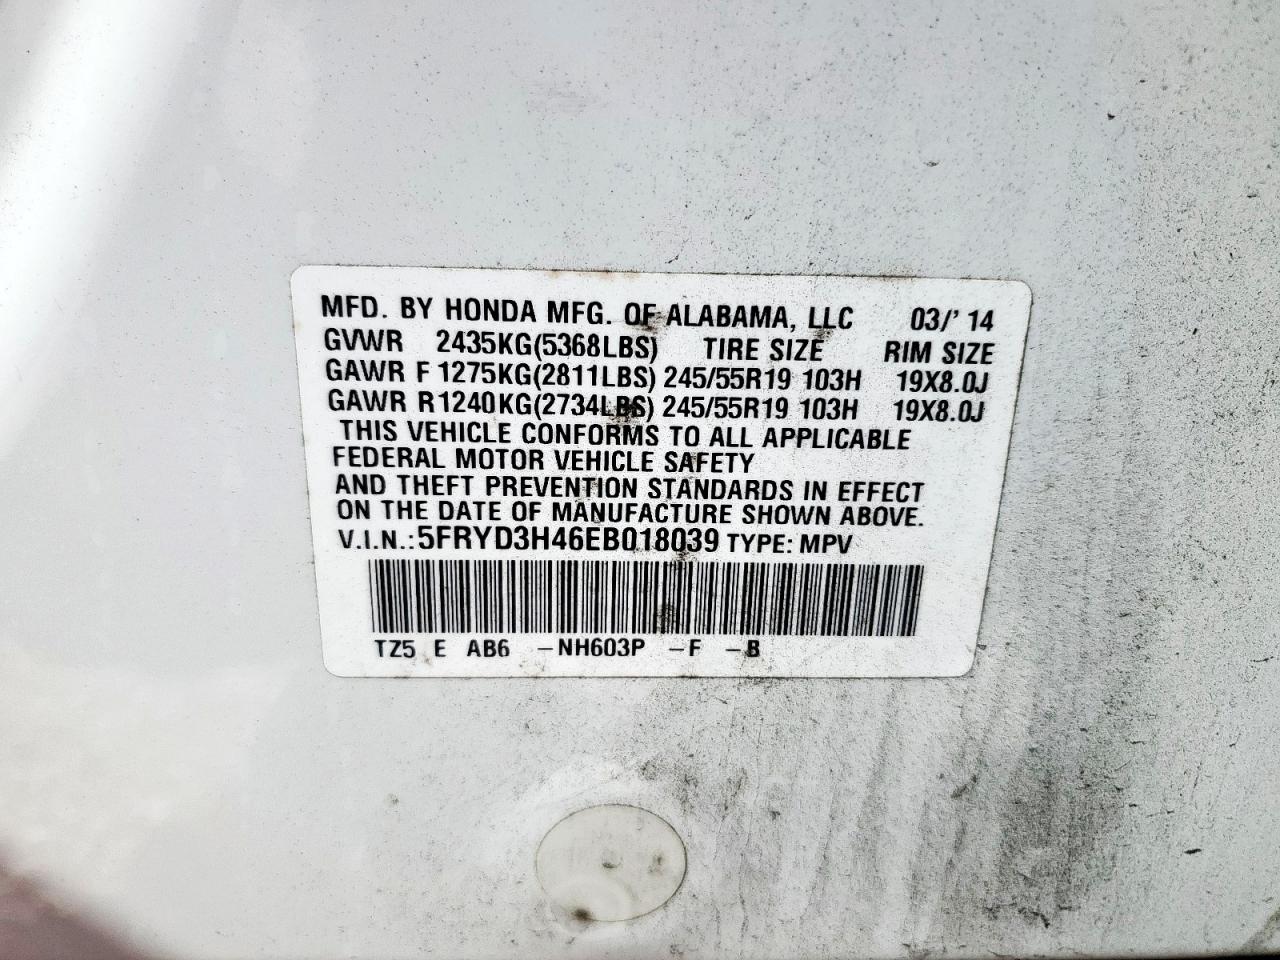 MFD. BY HONDA MFG. OF ALABAMA, LLC 03/' 14
GVWR 2435KG(5368LBS) TIRE SIZE RIM SIZE
GAWR F 1275KG(2811LBS) 245/55R19 103H 19X8.0J
GAWR R1240KG(2734LBS) 245/55R19 103H 19X8.0J
THIS VEHICLE CONFORMS TO ALL APPLICABLE
FEDERAL MOTOR VEHICLE SAFETY
AND THEFT PREVENTION STANDARDS IN EFFECT
ON THE DATE OF MANUFACTURE SHOWN ABOVE.
V.I.N.:5FRYD3H46EB018039 TYPE: MPV
TZ5 E AB6 -NH603P -F -B